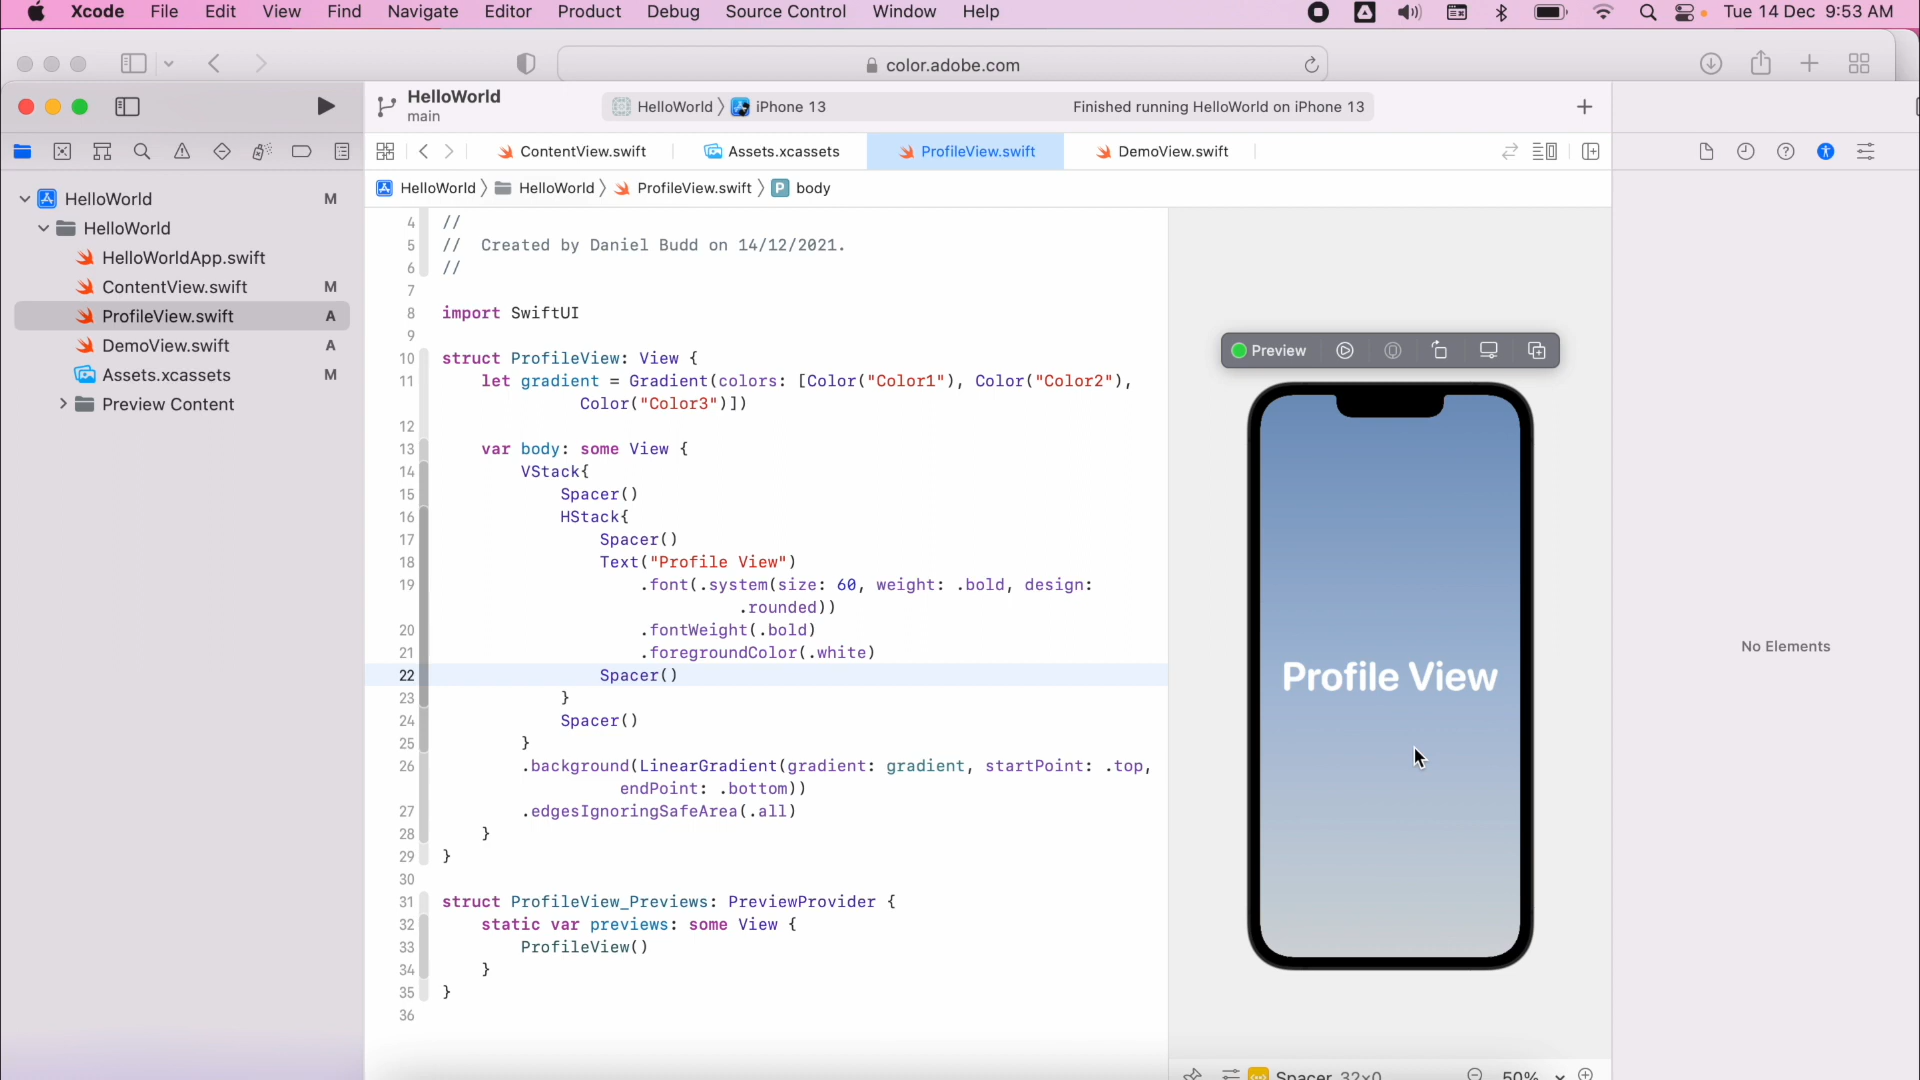 Xcode File Edit View Find Navigate Editor Product Debug Source Control Window Help Tue 14 Dec 9:53 AM
color.adobe.com
HelloWorld
main
HelloWorld iPhone 13 Finished running HelloWorld on iPhone 13
ContentView.swift Assets.xcassets ProfileView.swift DemoView.swift
HelloWorld HelloWorld ProfileView.swift P body
HelloWorld M
HelloWorld
HelloWorldApp.swift
ContentView.swift M
ProfileView.swift A
DemoView.swift A
Assets.xcassets M
Preview Content
4 //
5 // Created by Daniel Budd on 14/12/2021.
6 //
7
8 import SwiftUI
9
10 struct ProfileView: View {
11 let gradient = Gradient(colors: [Color("Color1"), Color("Color2"),
Color("Color3")])
12
13 var body: some View {
14 VStack{
15 Spacer()
16 HStack{
17 Spacer()
18 Text("Profile View")
19 .font(.system(size: 60, weight: .bold, design:
.rounded))
20 .fontWeight(.bold)
21 .foregroundColor(.white)
22 Spacer()
23 }
24 Spacer()
25 }
26 .background(LinearGradient(gradient: gradient, startPoint: .top,
endPoint: .bottom))
27 .edgesIgnoringSafeArea(.all)
28 }
29 }
30
31 struct ProfileView_Previews: PreviewProvider {
32 static var previews: some View {
33 ProfileView()
34 }
35 }
36
Preview
Profile View
Spacer 32×0 50%
No Elements